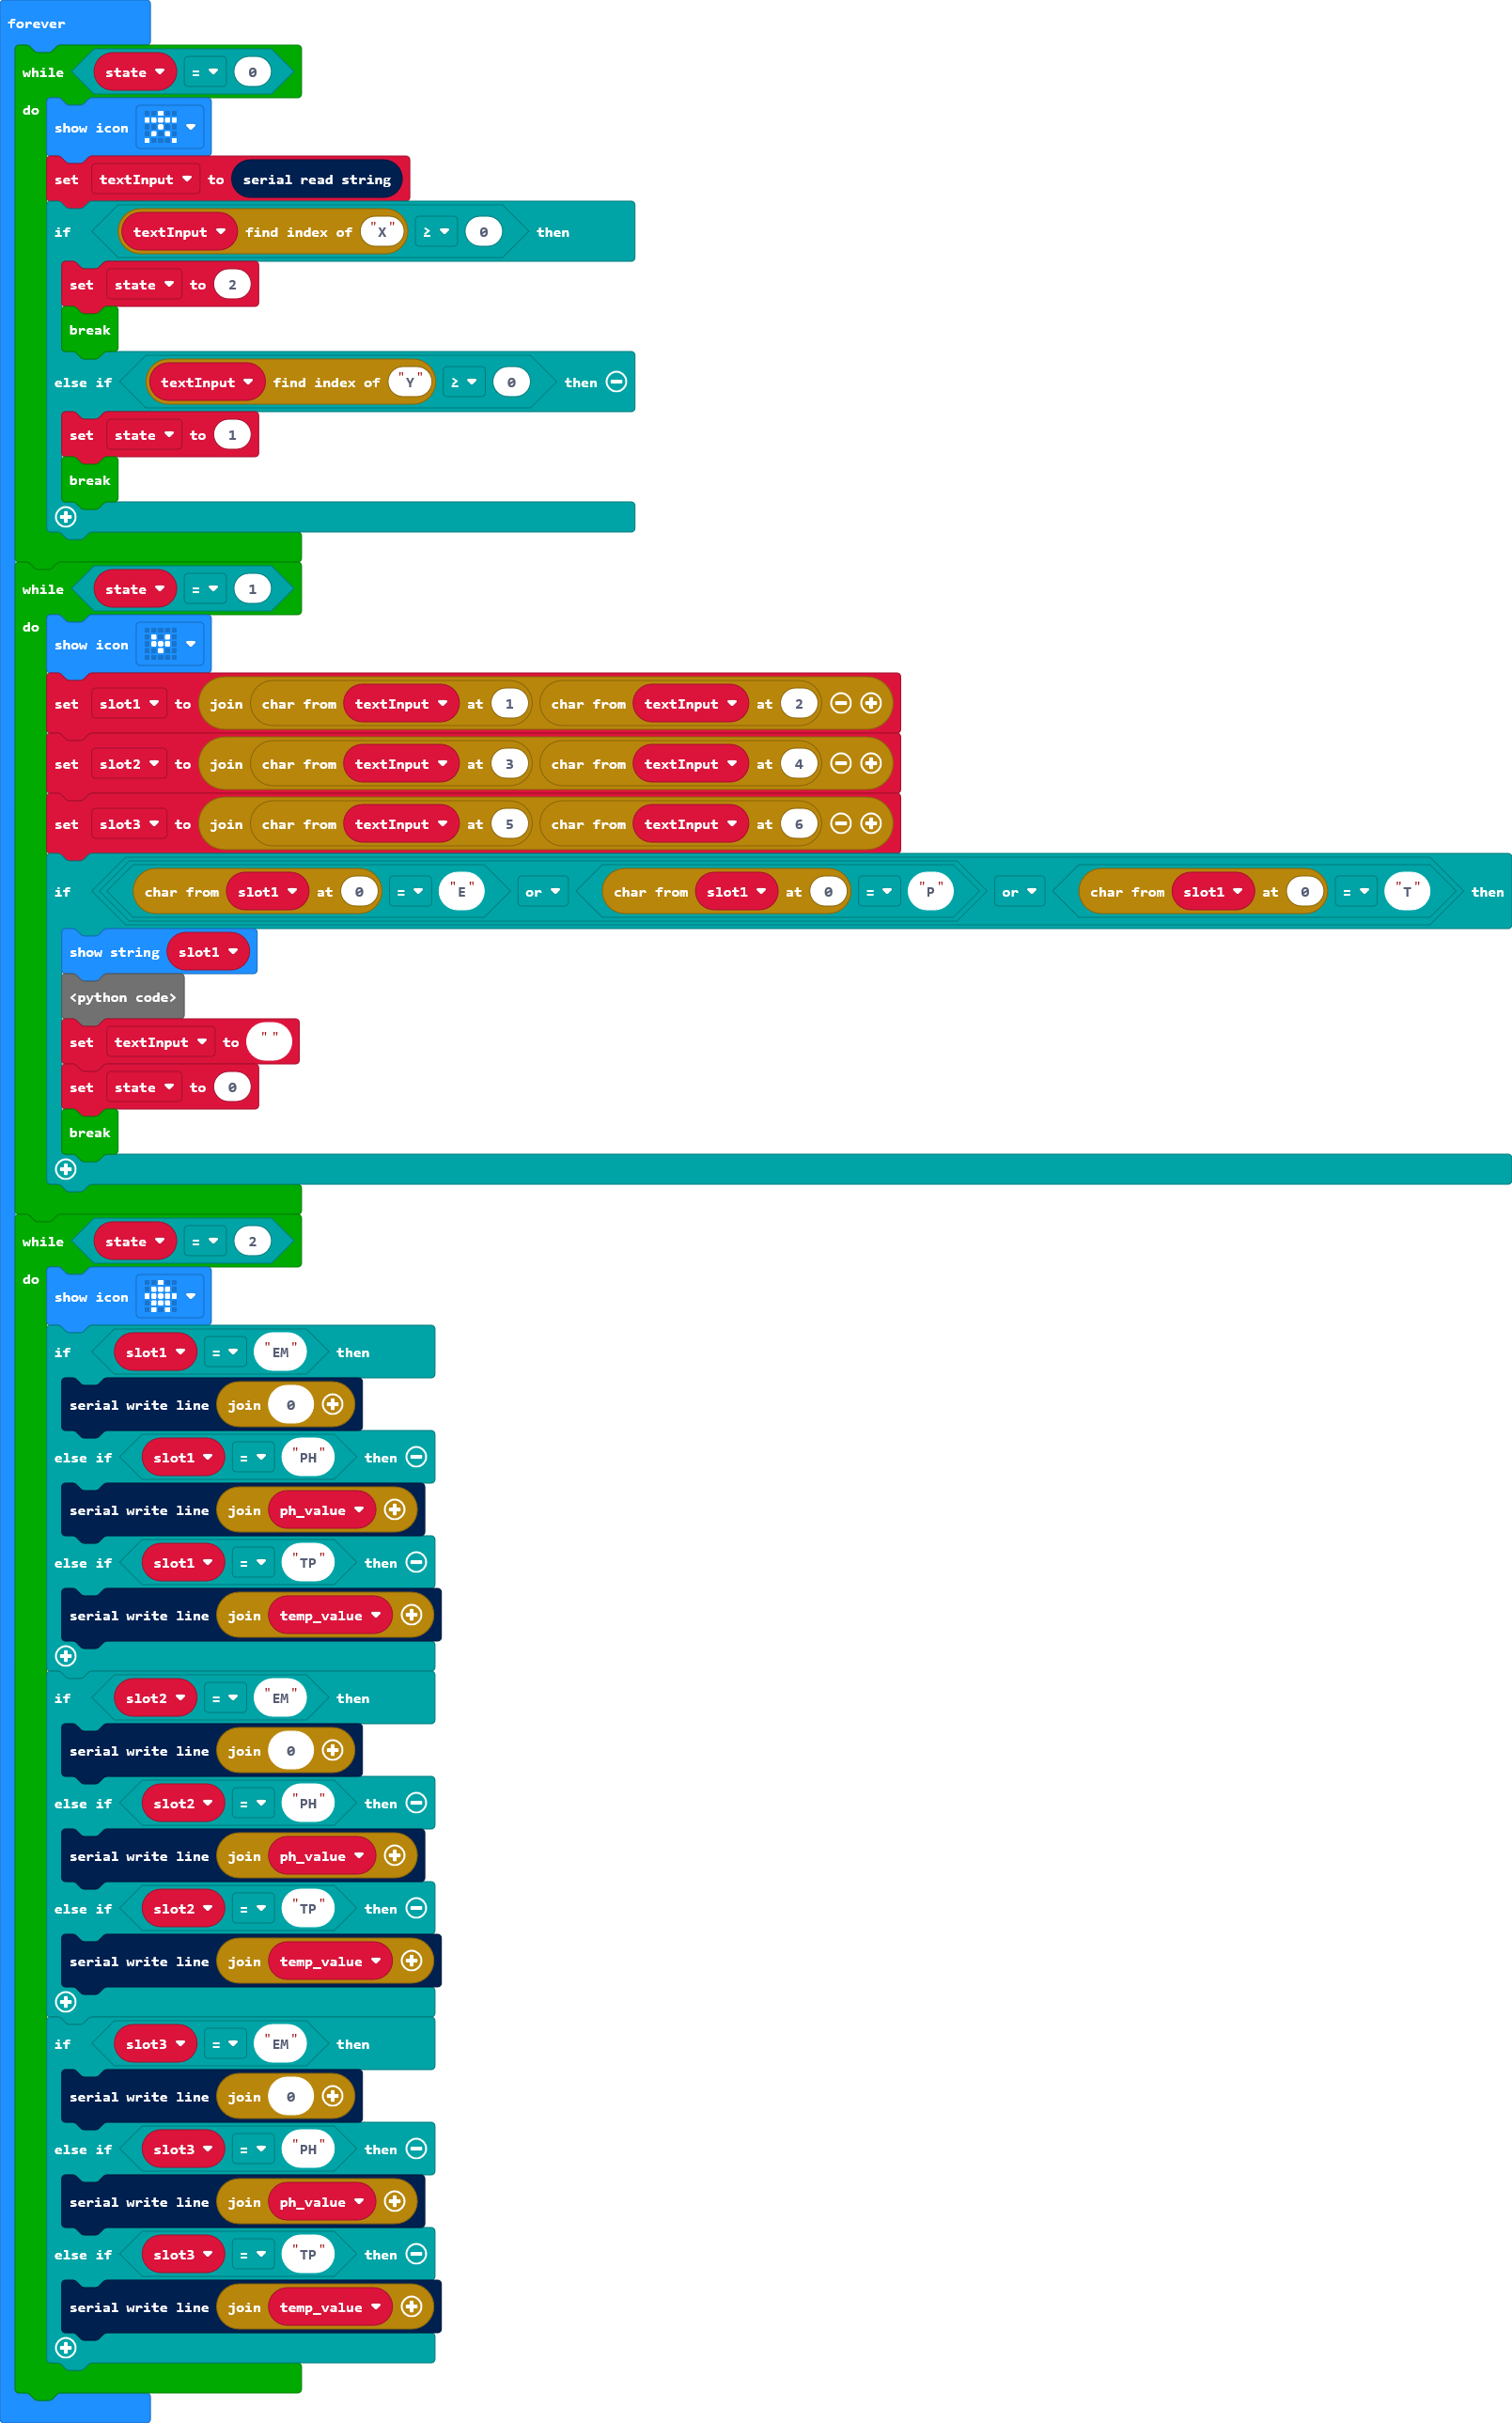 forever
while state = 0
do
show icon
set textInput to serial read string
if textInput find index of "X" ≥ 0 then
set state to 2
break
else if textInput find index of "Y" ≥ 0 then
set state to 1
break
while state = 1
do
show icon
set slot1 to join char from textInput at 1 char from textInput at 2
set slot2 to join char from textInput at 3 char from textInput at 4
set slot3 to join char from textInput at 5 char from textInput at 6
if char from slot1 at 0 = "E" or char from slot1 at 0 = "P" or char from slot1 at 0 = "T" then
show string slot1
<python code>
set textInput to " "
set state to 0
break
while state = 2
do
show icon
if slot1 = "EM" then
serial write line join 0
else if slot1 = "PH" then
serial write line join ph_value
else if slot1 = "TP" then
serial write line join temp_value
if slot2 = "EM" then
serial write line join 0
else if slot2 = "PH" then
serial write line join ph_value
else if slot2 = "TP" then
serial write line join temp_value
if slot3 = "EM" then
serial write line join 0
else if slot3 = "PH" then
serial write line join ph_value
else if slot3 = "TP" then
serial write line join temp_value